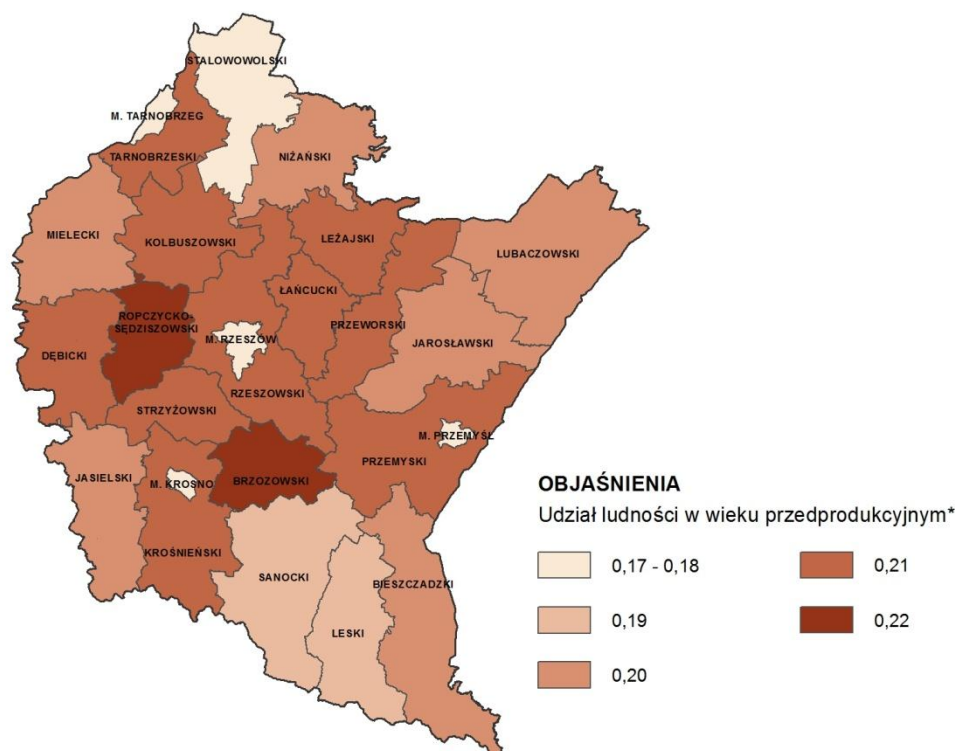 STALOWOWOLSKI
M. TARNOBRZEG
TARNOBRZESKI
NIŻAŃSKI
MIELECKI
KOLBUSZOWSKI
LEŻAJSKI
LUBACZOWSKI
ŁAŃCUCKI
ROPCZYCKO-
SĘDZISZOWSKI
PRZEWORSKI
M. RZESZÓW
JAROSŁAWSKI
DĘBICKI
RZESZOWSKI
STRZYŻOWSKI
M. PRZEMYŚL
PRZEMYSKI
JASIELSKI
M. KROSNO
BRZOZOWSKI
KROŚNIEŃSKI
SANOCKI
BIESZCZADZKI
LESKI
OBJAŚNIENIA
Udział ludności w wieku przedprodukcyjnym*
0,17 - 0,18
0,21
0,19
0,22
0,20